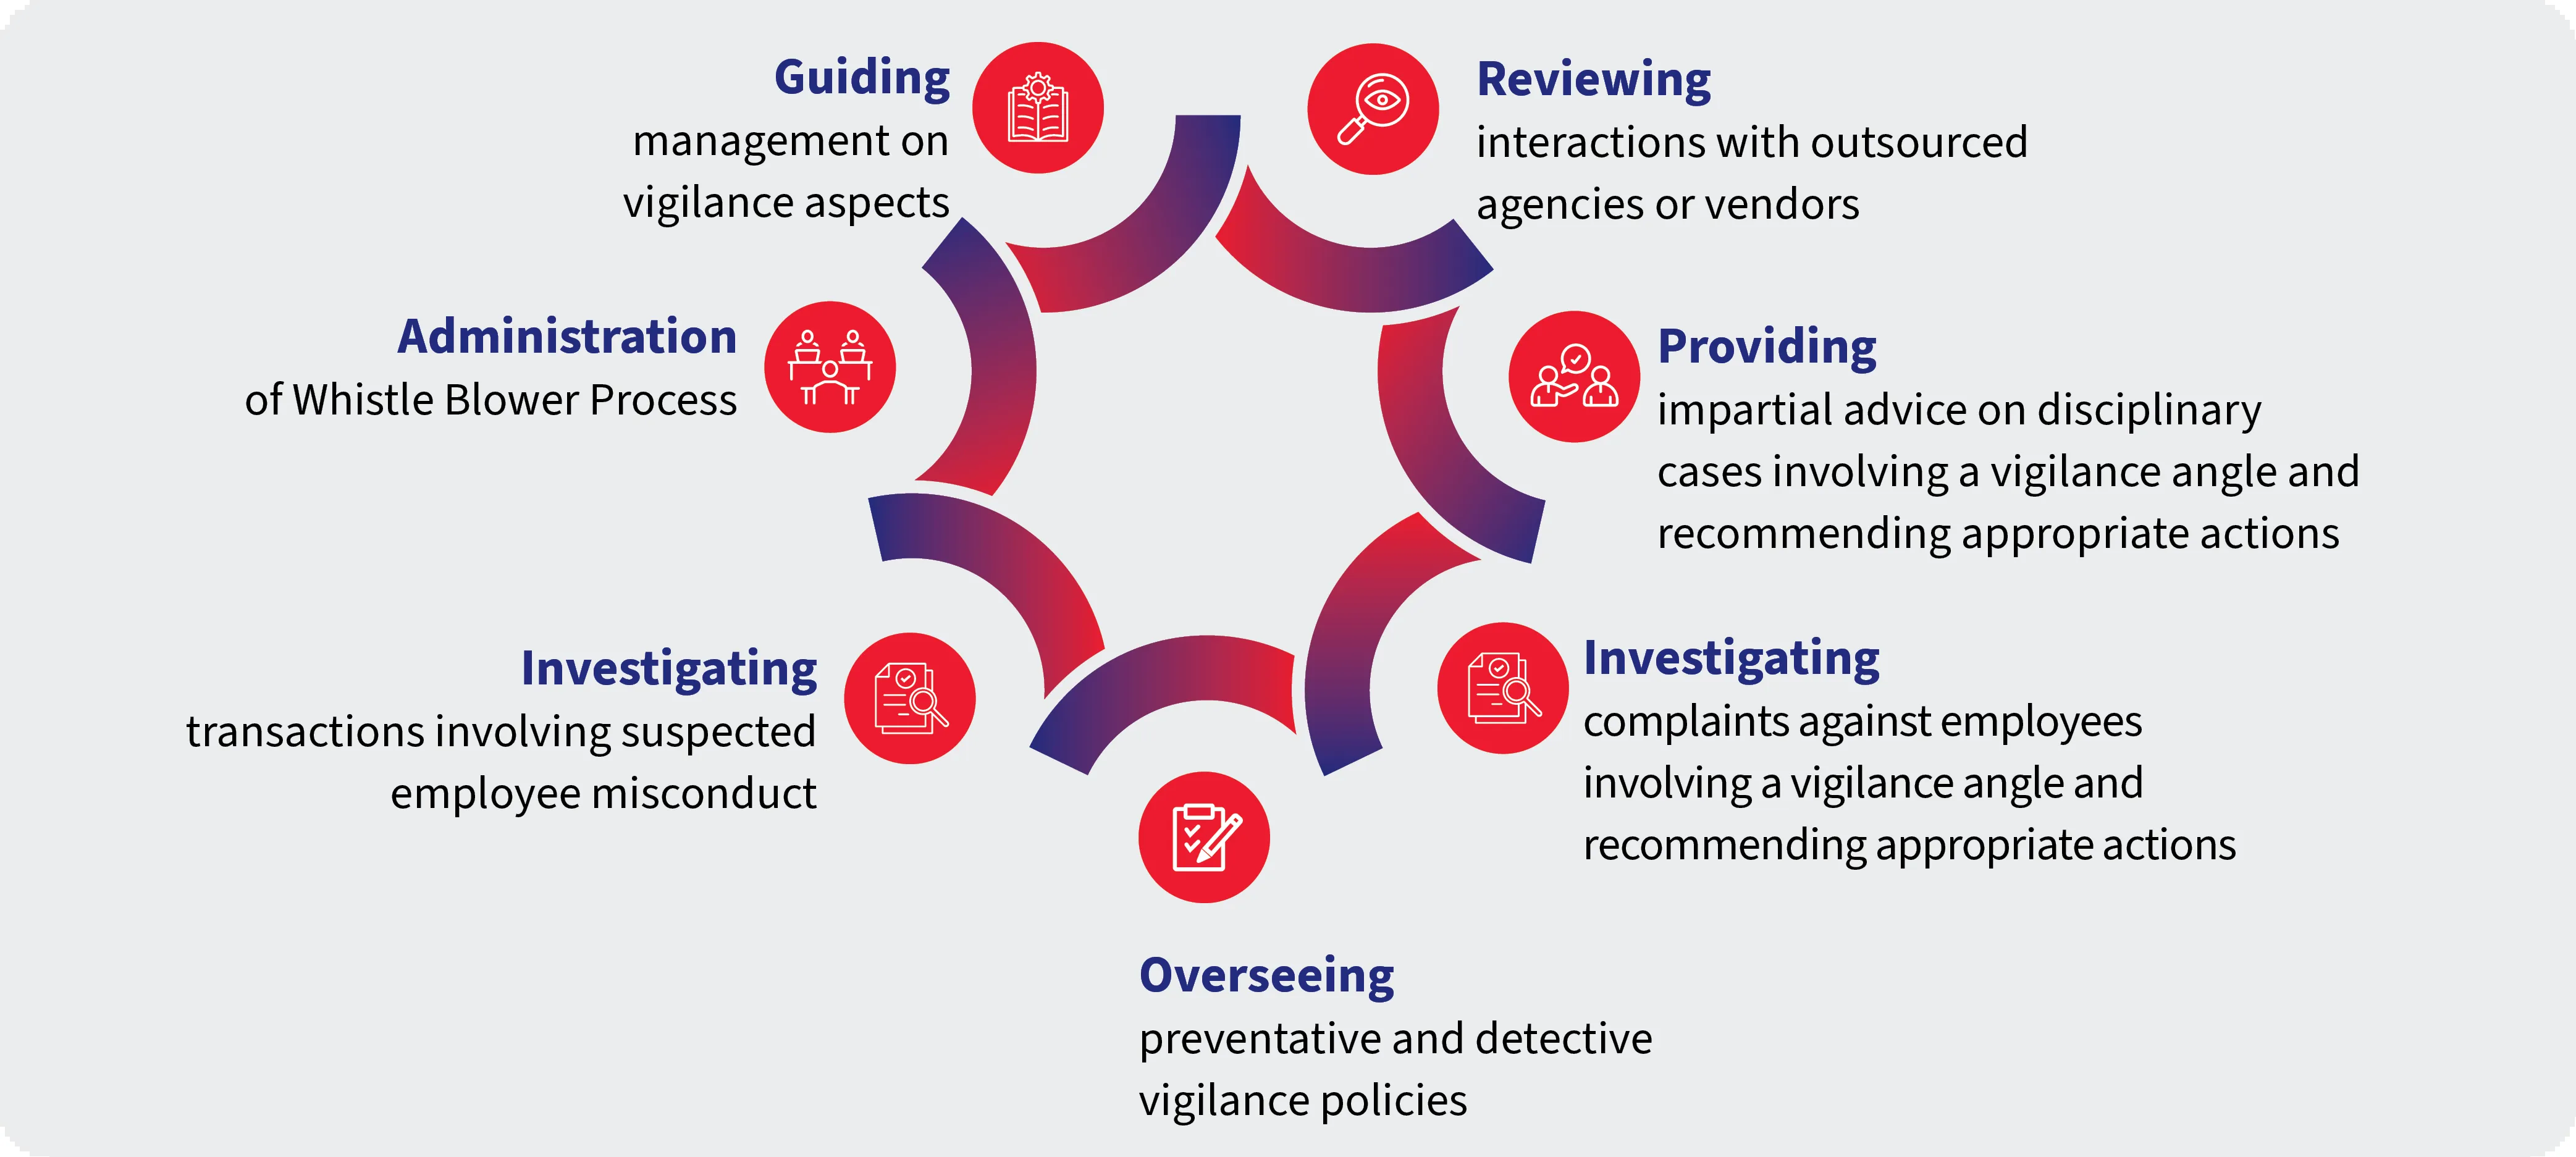 Guiding
management on
vigilance aspects
Reviewing
interactions with outsourced
agencies or vendors
Administration
of Whistle Blower Process
Providing
impartial advice on disciplinary
cases involving a vigilance angle and
recommending appropriate actions
Investigating
transactions involving suspected
employee misconduct
Investigating
complaints against employees
involving a vigilance angle and
recommending appropriate actions
Overseeing
preventative and detective
vigilance policies